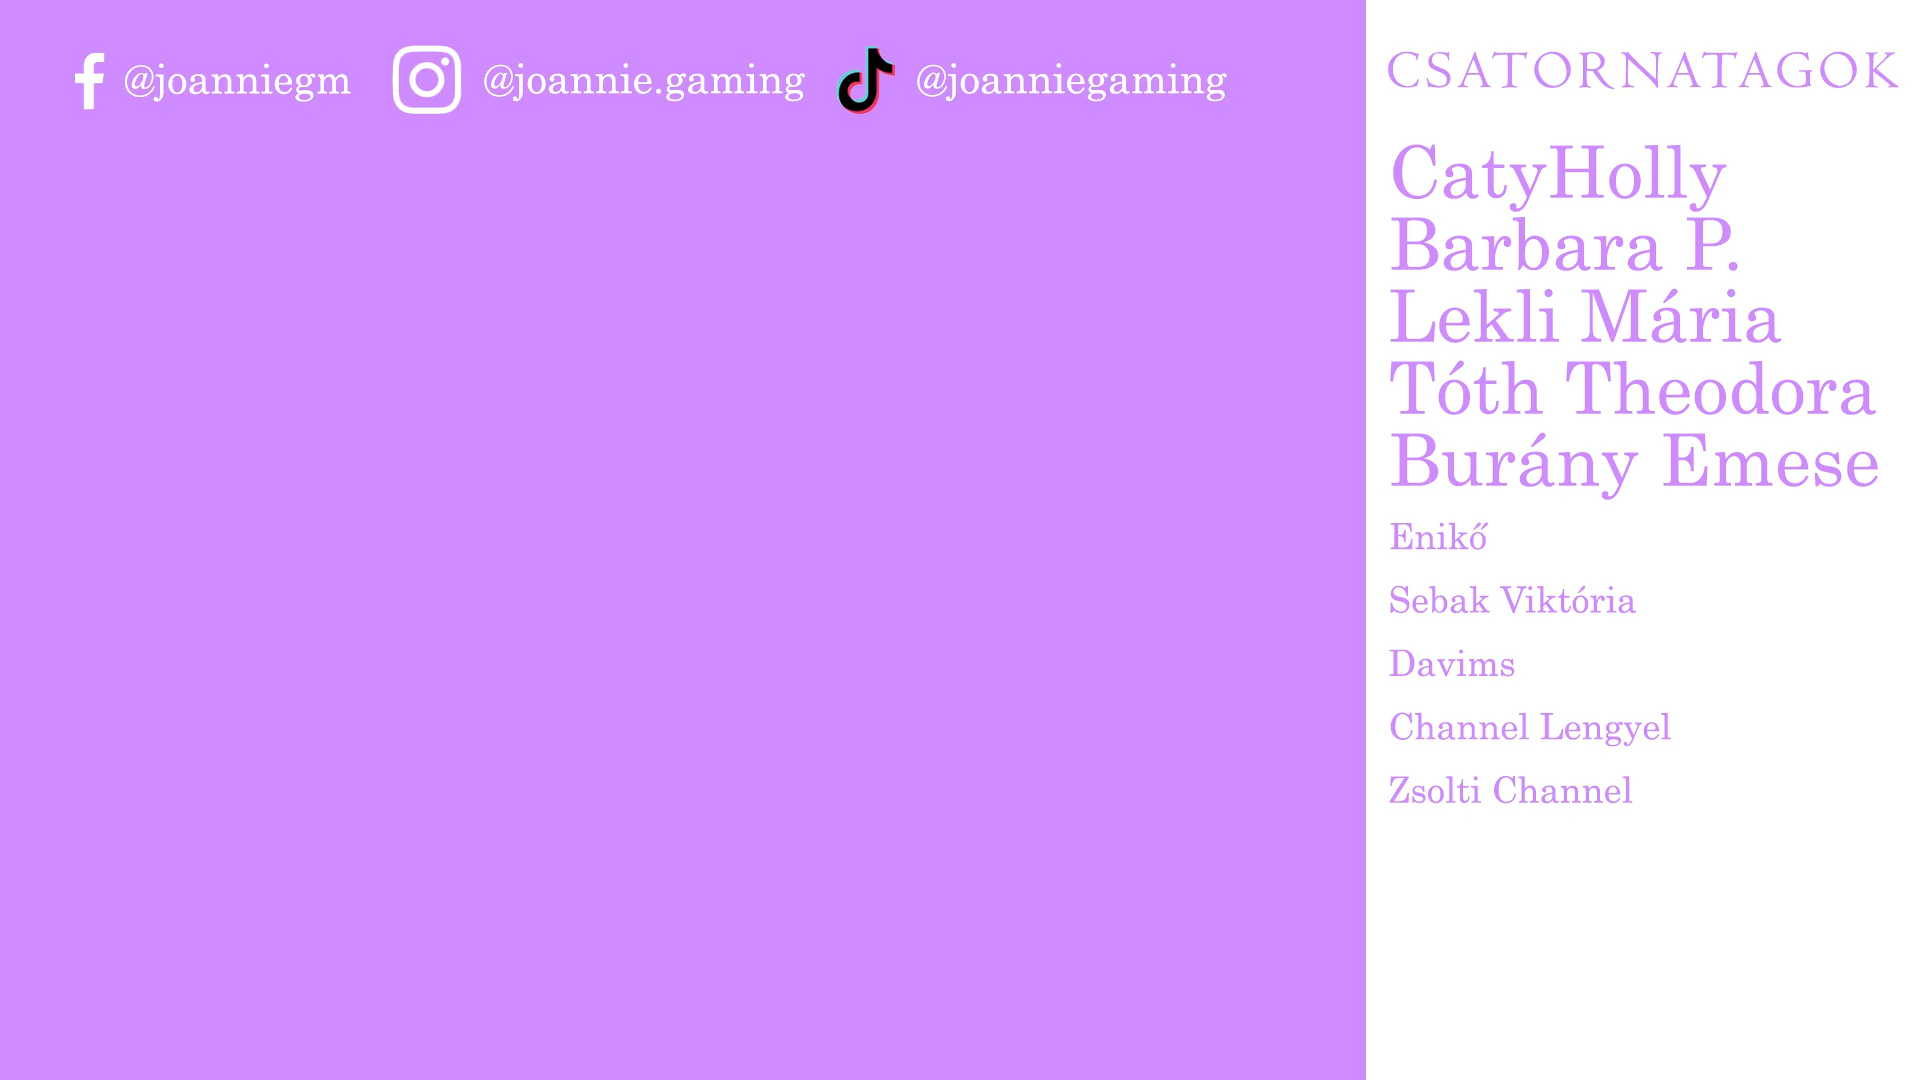 @joanniegm @joannie.gaming @joanniegaming
CSATORNATAGOK
CatyHolly
Barbara P.
Lekli Mária
Tóth Theodora
Burány Emese
Enikő
Sebak Viktória
Davims
Channel Lengyel
Zsolti Channel